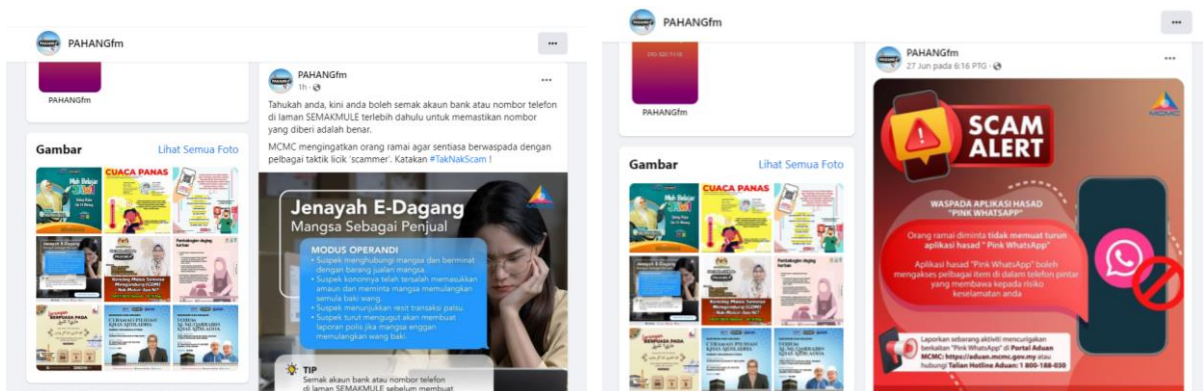 PAHANGfm
PAHANGfm
Gambar
Lihat Semua Foto
CUACA PANAS
PAHANGfm
1h
Tahukah anda, kini anda boleh semak akaun bank atau nombor telefon
di laman SEMAKMULE terlebih dahulu untuk memastikan nombor
yang diberi adalah benar.
MCMC mengingatkan orang ramai agar sentiasa berwaspada dengan
pelbagai taktik licik 'scammer'. Katakan #TakNakScam !
Jenayah E-Dagang
Mangsa Sebagai Penjual
MODUS OPERANDI
• Suspek menghubungi mangsa dan berminat
dengan barang jualan mangsa.
• Suspek kononnya telah tersalah memasukkan
amaun dan meminta mangsa memulangkan
semula baki wang.
• Suspek menunjukkan resit transaksi palsu.
• Suspek turut mengugut akan membuat
laporan polis jika mangsa enggan
memulangkan wang baki.
TIP
Semak akaun bank atau nombor telefon
di laman SEMAKMULE sebelum membuat
PAHANGfm
PAHANGfm
Gambar
Lihat Semua Foto
CUACA PANAS
PAHANGfm
27 Jun pada 6:16 PTG
MCMC
SCAM
ALERT
WASPADA APLIKASI HASAD
"PINK WHATSAPP"
Orang ramai diminta tidak memuat turun
aplikasi hasad " Pink WhatsApp"
Aplikasi hasad "Pink WhatsApp" boleh
mengakses pelbagai item di dalam telefon pintar
yang membawa kepada risiko
keselamatan anda
Laporkan sebarang aktiviti mencurigakan
berkaitan "Pink WhatsApp" di Portal Aduan
MCMC: https://aduan.mcmc.gov.my atau
hubungi Talian Hotline Aduan: 1 800-188-030